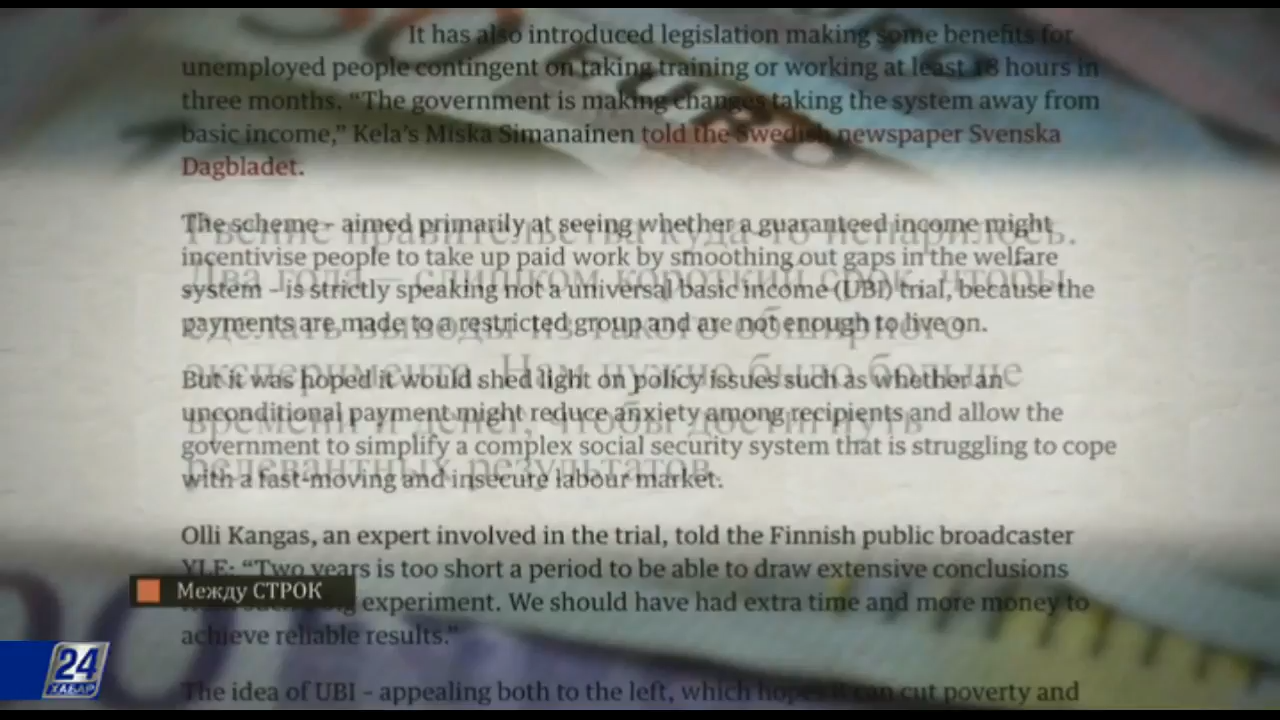 It has also introduced legislation making some benefits for
unemployed people contingent on taking training or working at least 18 hours in
three months. “The government is making changes taking the system away from
basic income,” Kela’s Miska Simanainen told the Swedish newspaper Svenska
Dagbladet.
The scheme – aimed primarily at seeing whether a guaranteed income might
incentivise people to take up paid work by smoothing out gaps in the welfare
system – is strictly speaking not a universal basic income (UBI) trial, because the
payments are made to a restricted group and are not enough to live on.
But it was hoped it would shed light on policy issues such as whether an
unconditional payment might reduce anxiety among recipients and allow the
government to simplify a complex social security system that is struggling to cope
with a fast-moving and insecure labour market.
правительства куда-то испарилось.
Два года – слишком короткий срок, чтобы
сделать выводы из такого обширного
эксперимента. Нам нужно было больше
времени и денег, чтобы достигнуть
релевантных результатов.
Olli Kangas, an expert involved in the trial, told the Finnish public broadcaster
YLE: “Two years is too short a period to be able to draw extensive conclusions
experiment. We should have had extra time and more money to
achieve reliable results.”
The idea of UBI – appealing both to the left, which hopes it can cut poverty and
Между СТРОК
24
ХАБАР
EURO